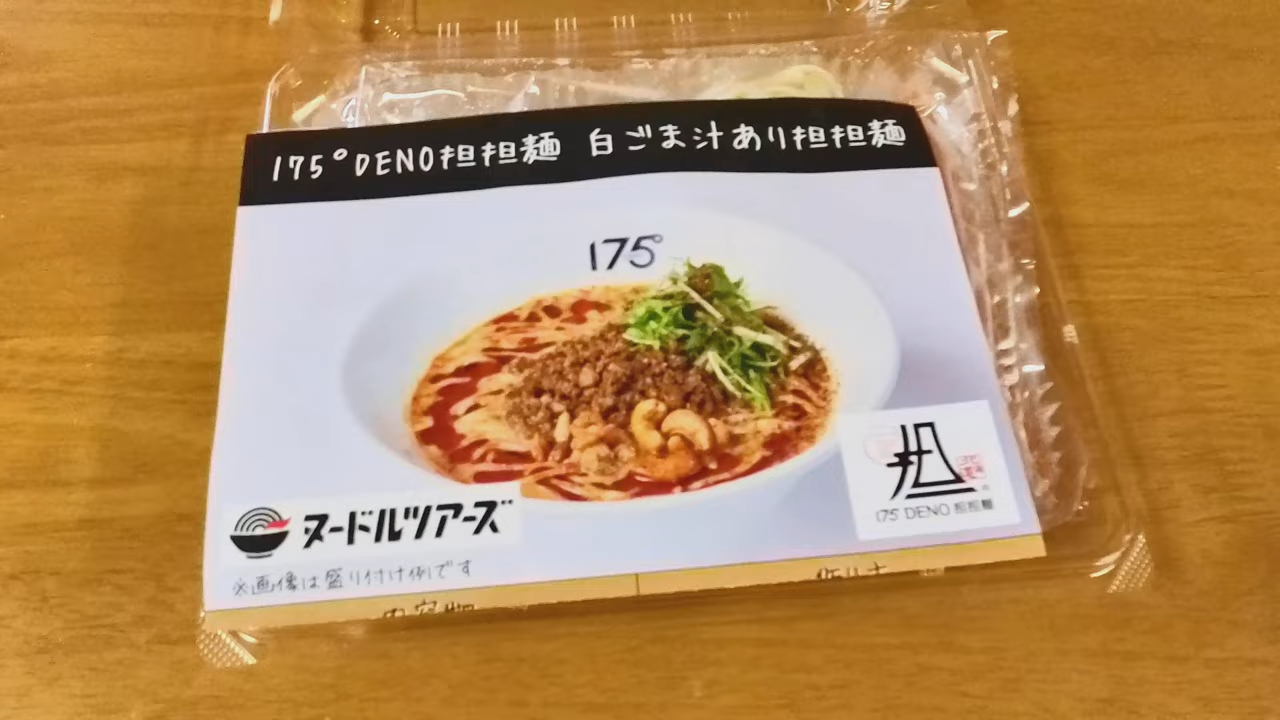 175°DENO担担麺 白ごま汁あり担担麺
175°
担
175° DENO 担担麺
ヌードルツアーズ
※画像は盛り付け例です